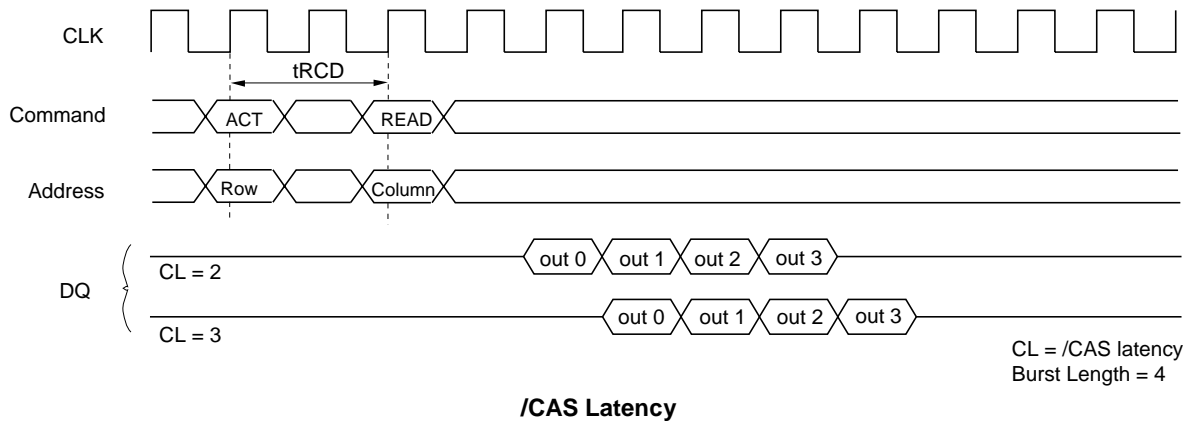 CLK
tRCD
Command
ACT
READ
Address
Row
Column
DQ
CL = 2
out 0
out 1
out 2
out 3
CL = 3
out 0
out 1
out 2
out 3
CL = /CAS latency
Burst Length = 4
/CAS Latency